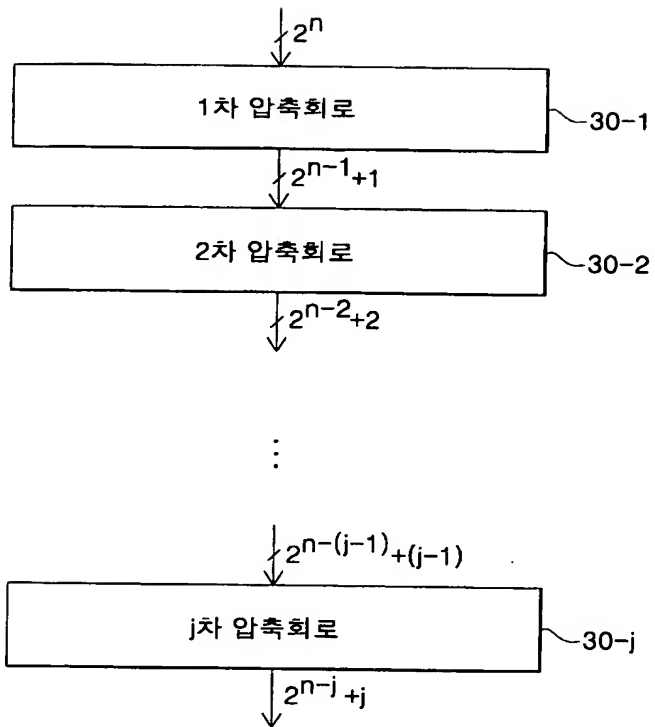 2^n
1차 압축회로
30-1
2^{n-1}+1
2차 압축회로
30-2
2^{n-2}+2
2^{n-(j-1)}+(j-1)
j차 압축회로
30-j
2^{n-j}+j